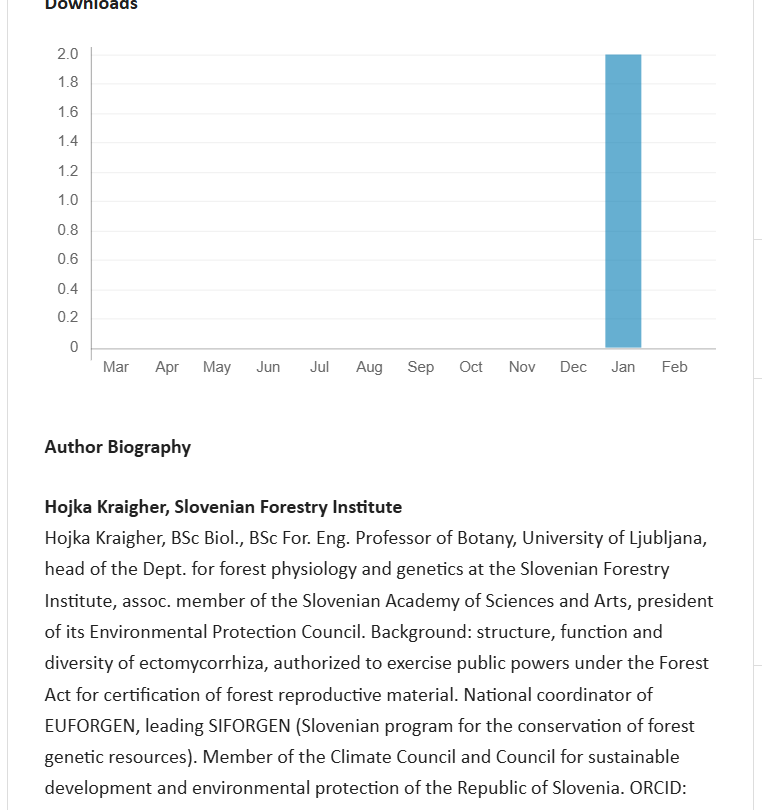 Downloads
2.0
1.8
1.6
1.4
1.2
1.0
0.8
0.6
0.4
0.2
0
Mar Apr May Jun Jul Aug Sep Oct Nov Dec Jan Feb
Author Biography
Hojka Kraigher, Slovenian Forestry Institute
Hojka Kraigher, BSc Biol., BSc For. Eng. Professor of Botany, University of Ljubljana,
head of the Dept. for forest physiology and genetics at the Slovenian Forestry
Institute, assoc. member of the Slovenian Academy of Sciences and Arts, president
of its Environmental Protection Council. Background: structure, function and
diversity of ectomycorrhiza, authorized to exercise public powers under the Forest
Act for certification of forest reproductive material. National coordinator of
EUFORGEN, leading SIFORGEN (Slovenian program for the conservation of forest
genetic resources). Member of the Climate Council and Council for sustainable
development and environmental protection of the Republic of Slovenia. ORCID: